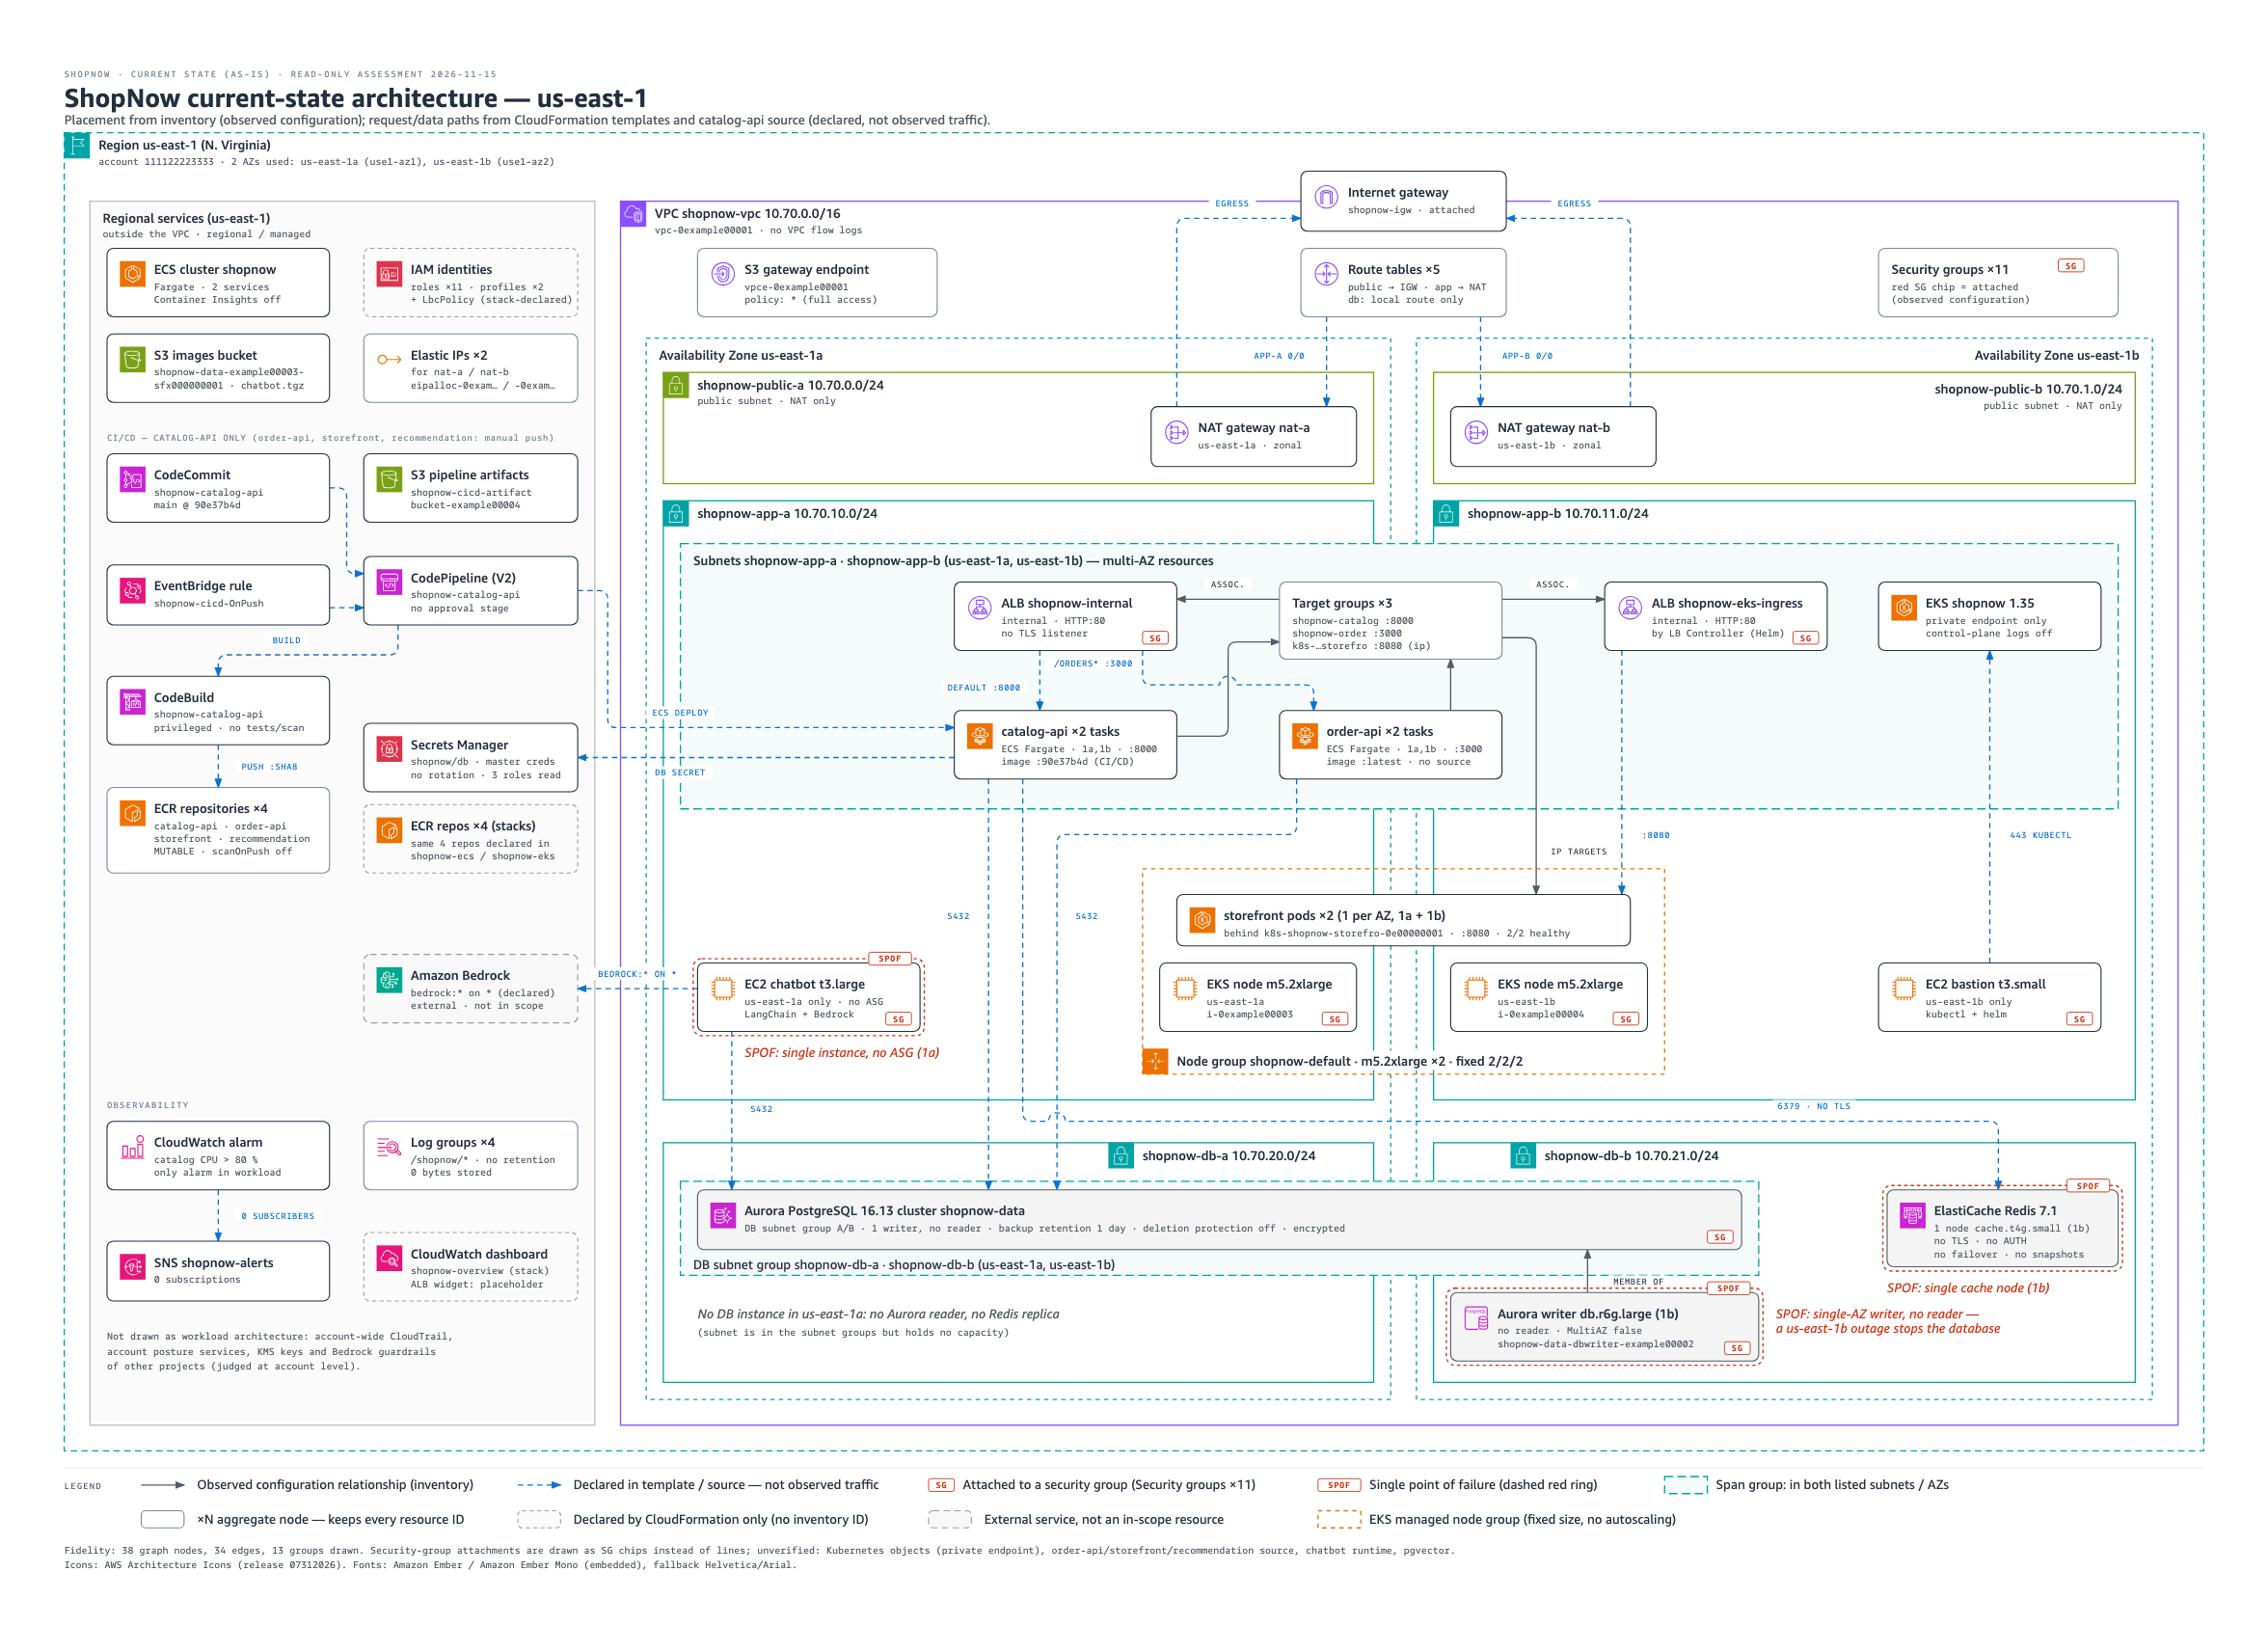 SHOPNOW · CURRENT STATE (AS-IS) · READ-ONLY ASSESSMENT 2026-11-15
ShopNow current-state architecture — us-east-1
Placement from inventory (observed configuration); request/data paths from CloudFormation templates and catalog-api source (declared, not observed traffic).
Region us-east-1 (N. Virginia)
account 111122223333 · 2 AZs used: us-east-1a (use1-az1), us-east-1b (use1-az2)
Regional services (us-east-1)
outside the VPC · regional / managed
ECS cluster shopnow
Fargate · 2 services
Container Insights off
IAM identities
roles ×11 · profiles ×2
+ LbcPolicy (stack-declared)
S3 images bucket
shopnow-data-example00003-
sfx000000001 · chatbot.tgz
Elastic IPs ×2
for nat-a / nat-b
eipalloc-0exam… / -0exam…
CI/CD — CATALOG-API ONLY (order-api, storefront, recommendation: manual push)
CodeCommit
shopnow-catalog-api
main @ 90e37b4d
S3 pipeline artifacts
shopnow-cicd-artifact
bucket-example00004
EventBridge rule
shopnow-cicd-OnPush
CodePipeline (V2)
shopnow-catalog-api
no approval stage
BUILD
CodeBuild
shopnow-catalog-api
privileged · no tests/scan
PUSH :SHA8
Secrets Manager
shopnow/db · master creds
no rotation · 3 roles read
ECR repositories ×4
catalog-api · order-api
storefront · recommendation
MUTABLE · scanOnPush off
ECR repos ×4 (stacks)
same 4 repos declared in
shopnow-ecs / shopnow-eks
Amazon Bedrock
bedrock:* on * (declared)
external · not in scope
OBSERVABILITY
CloudWatch alarm
catalog CPU > 80 %
only alarm in workload
Log groups ×4
/shopnow/* · no retention
0 bytes stored
0 SUBSCRIBERS
SNS shopnow-alerts
0 subscriptions
CloudWatch dashboard
shopnow-overview (stack)
ALB widget: placeholder
Not drawn as workload architecture: account-wide CloudTrail,
account posture services, KMS keys and Bedrock guardrails
of other projects (judged at account level).
VPC shopnow-vpc 10.70.0.0/16
vpc-0example00001 · no VPC flow logs
EGRESS
Internet gateway
shopnow-igw · attached
EGRESS
S3 gateway endpoint
vpce-0example00001
policy: * (full access)
Route tables ×5
public → IGW · app → NAT
db: local route only
Security groups ×11
SG
red SG chip = attached
(observed configuration)
Availability Zone us-east-1a
APP-A 0/0
APP-B 0/0
Availability Zone us-east-1b
shopnow-public-a 10.70.0.0/24
public subnet · NAT only
NAT gateway nat-a
us-east-1a · zonal
NAT gateway nat-b
us-east-1b · zonal
shopnow-public-b 10.70.1.0/24
public subnet · NAT only
shopnow-app-a 10.70.10.0/24
shopnow-app-b 10.70.11.0/24
Subnets shopnow-app-a · shopnow-app-b (us-east-1a, us-east-1b) — multi-AZ resources
ALB shopnow-internal
internal · HTTP:80
no TLS listener
SG
ASSOC.
Target groups ×3
shopnow-catalog :8000
shopnow-order :3000
k8s-…storefro :8080 (ip)
ASSOC.
ALB shopnow-eks-ingress
internal · HTTP:80
by LB Controller (Helm)
SG
EKS shopnow 1.35
private endpoint only
control-plane logs off
/ORDERS* :3000
DEFAULT :8000
ECS DEPLOY
catalog-api ×2 tasks
ECS Fargate · 1a,1b · :8000
image :90e37b4d (CI/CD)
order-api ×2 tasks
ECS Fargate · 1a,1b · :3000
image :latest · no source
DB SECRET
:8080
443 KUBECTL
IP TARGETS
5432
5432
storefront pods ×2 (1 per AZ, 1a + 1b)
behind k8s-shopnow-storefro-0e00000001 · :8080 · 2/2 healthy
BEDROCK:* ON *
SPOF
EC2 chatbot t3.large
us-east-1a only · no ASG
LangChain + Bedrock
SG
SPOF: single instance, no ASG (1a)
EKS node m5.2xlarge
us-east-1a
i-0example00003
SG
EKS node m5.2xlarge
us-east-1b
i-0example00004
SG
EC2 bastion t3.small
us-east-1b only
kubectl + helm
SG
Node group shopnow-default · m5.2xlarge ×2 · fixed 2/2/2
5432
6379 · NO TLS
shopnow-db-a 10.70.20.0/24
shopnow-db-b 10.70.21.0/24
Aurora PostgreSQL 16.13 cluster shopnow-data
DB subnet group A/B · 1 writer, no reader · backup retention 1 day · deletion protection off · encrypted
SG
DB subnet group shopnow-db-a · shopnow-db-b (us-east-1a, us-east-1b)
SPOF
ElastiCache Redis 7.1
1 node cache.t4g.small (1b)
no TLS · no AUTH
no failover · no snapshots
SPOF: single cache node (1b)
No DB instance in us-east-1a: no Aurora reader, no Redis replica
(subnet is in the subnet groups but holds no capacity)
MEMBER OF
SPOF
Aurora writer db.r6g.large (1b)
no reader · MultiAZ false
shopnow-data-dbwriter-example00002
SG
SPOF: single-AZ writer, no reader —
a us-east-1b outage stops the database
LEGEND
Observed configuration relationship (inventory)
Declared in template / source — not observed traffic
SG
Attached to a security group (Security groups ×11)
SPOF
Single point of failure (dashed red ring)
Span group: in both listed subnets / AZs
×N aggregate node — keeps every resource ID
Declared by CloudFormation only (no inventory ID)
External service, not an in-scope resource
EKS managed node group (fixed size, no autoscaling)
Fidelity: 38 graph nodes, 34 edges, 13 groups drawn. Security-group attachments are drawn as SG chips instead of lines; unverified: Kubernetes objects (private endpoint), order-api/storefront/recommendation source, chatbot runtime, pgvector.
Icons: AWS Architecture Icons (release 07312026). Fonts: Amazon Ember / Amazon Ember Mono (embedded), fallback Helvetica/Arial.